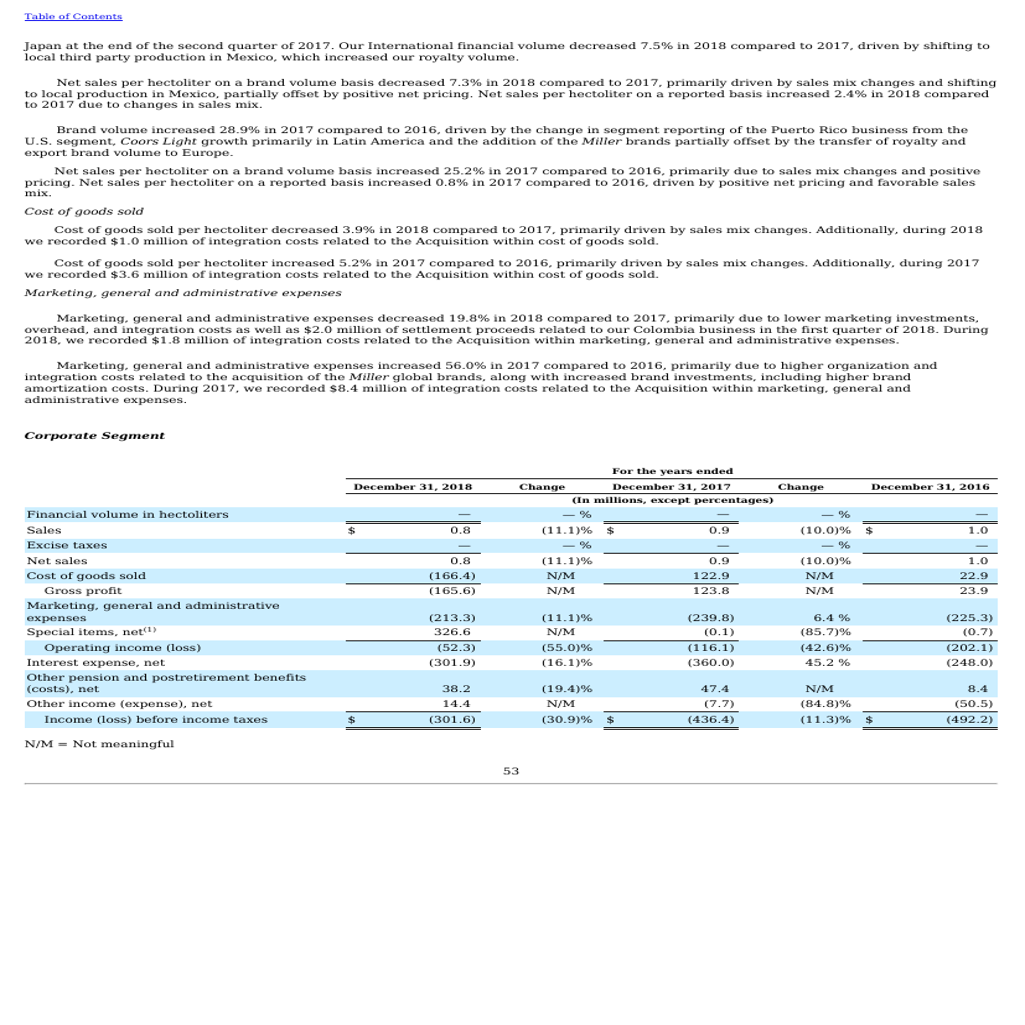 Table of Contents
Japan at the end of the second quarter of 2017. Our International financial volume decreased 7.5% in 2018 compared to 2017, driven by shifting to
local third party production in Mexico, which increased our royalty volume.
Net sales per hectoliter on a brand volume basis decreased 7.3% in 2018 compared to 2017, primarily driven by sales mix changes and shifting
to local production in Mexico, partially offset by positive net pricing. Net sales per hectoliter on a reported basis increased 2.4% in 2018 compared
to 2017 due to changes in sales mix.
Brand volume increased 28.9% in 2017 compared to 2016, driven by the change in segment reporting of the Puerto Rico business from the
U.S. segment, Coors Light growth primarily in Latin America and the addition of the Miller brands partially offset by the transfer of royalty and
export brand volume to Europe.
Net sales per hectoliter on a brand volume basis increased 25.2% in 2017 compared to 2016, primarily due to sales mix changes and positive
pricing. Net sales per hectoliter on a reported basis increased 0.8% in 2017 compared to 2016, driven by positive net pricing and favorable sales
mix.
Cost of goods sold
Cost of goods sold per hectoliter decreased 3.9% in 2018 compared to 2017, primarily driven by sales mix changes. Additionally, during 2018
we recorded $1.0 million of integration costs related to the Acquisition within cost of goods sold.
Cost of goods sold per hectoliter increased 5.2% in 2017 compared to 2016, primarily driven by sales mix changes. Additionally, during 2017
we recorded $3.6 million of integration costs related to the Acquisition within cost of goods sold.
Marketing, general and administrative expenses
Marketing, general and administrative expenses decreased 19.8% in 2018 compared to 2017, primarily due to lower marketing investments,
overhead, and integration costs as well as $2.0 million of settlement proceeds related to our Colombia business in the first quarter of 2018. During
2018, we recorded $1.8 million of integration costs related to the Acquisition within marketing, general and administrative expenses.
Marketing, general and administrative expenses increased 56.0% in 2017 compared to 2016, primarily due to higher organization and
integration costs related to the acquisition of the Miller global brands, along with increased brand investments, including higher brand
amortization costs. During 2017, we recorded $8.4 million of integration costs related to the Acquisition within marketing, general and
administrative expenses.
Corporate Segment
For the years ended
December 31, 2018 Change December 31, 2017 Change December 31, 2016
(In millions, except percentages)
Financial volume in hectoliters — — % — — % —
Sales $ 0.8 (11.1)% $ 0.9 (10.0)% $ 1.0
Excise taxes — — % — — % —
Net sales 0.8 (11.1)% 0.9 (10.0)% 1.0
Cost of goods sold (166.4) N/M 122.9 N/M 22.9
Gross profit (165.6) N/M 123.8 N/M 23.9
Marketing, general and administrative
expenses (213.3) (11.1)% (239.8) 6.4 % (225.3)
Special items, net(1) 326.6 N/M (0.1) (85.7)% (0.7)
Operating income (loss) (52.3) (55.0)% (116.1) (42.6)% (202.1)
Interest expense, net (301.9) (16.1)% (360.0) 45.2 % (248.0)
Other pension and postretirement benefits
(costs), net 38.2 (19.4)% 47.4 N/M 8.4
Other income (expense), net 14.4 N/M (7.7) (84.8)% (50.5)
Income (loss) before income taxes $ (301.6) (30.9)% $ (436.4) (11.3)% $ (492.2)
N/M = Not meaningful
53